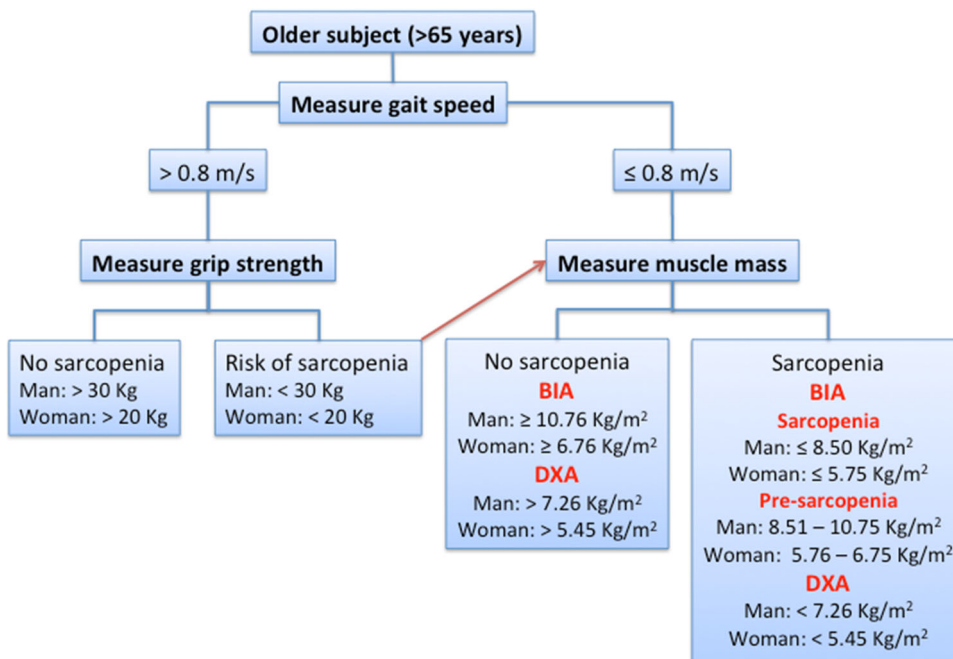 Older subject (>65 years)
Measure gait speed
> 0.8 m/s
≤ 0.8 m/s
Measure grip strength
Measure muscle mass
No sarcopenia
Man: > 30 Kg
Woman: > 20 Kg
Risk of sarcopenia
Man: < 30 Kg
Woman: < 20 Kg
No sarcopenia
BIA
Man: ≥ 10.76 Kg/m²
Woman: ≥ 6.76 Kg/m²
DXA
Man: > 7.26 Kg/m²
Woman: > 5.45 Kg/m²
Sarcopenia
BIA
Sarcopenia
Man: ≤ 8.50 Kg/m²
Woman: ≤ 5.75 Kg/m²
Pre-sarcopenia
Man: 8.51 – 10.75 Kg/m²
Woman: 5.76 – 6.75 Kg/m²
DXA
Man: < 7.26 Kg/m²
Woman: < 5.45 Kg/m²